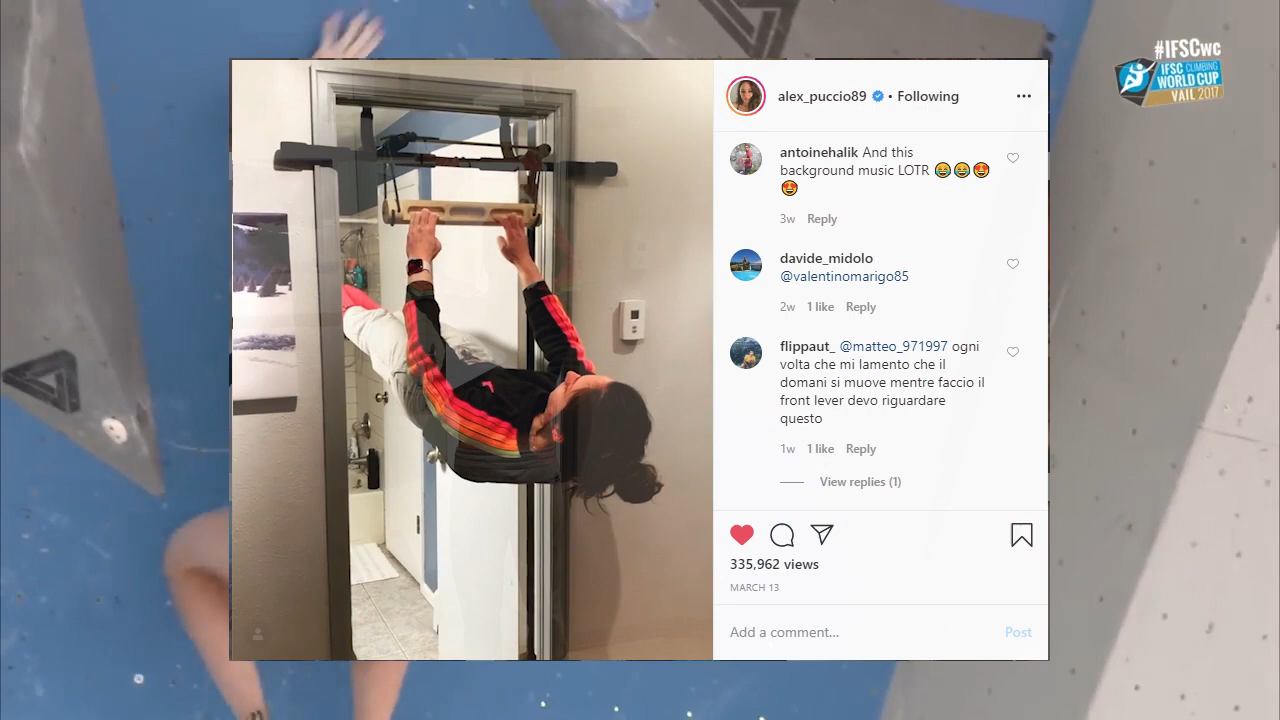 #IFSCwc
IFSC CLIMBING
WORLD CUP
VAIL 2017
alex_puccio89 • Following
antoinehalik And this
background music LOTR 😂😂😍
😍
3w Reply
davide_midolo
@valentinomarigo85
2w 1 like Reply
flippaut_ @matteo_971997 ogni
volta che mi lamento che il
domani si muove mentre faccio il
front lever devo riguardare
questo
1w 1 like Reply
View replies (1)
335,962 views
MARCH 13
Add a comment...
Post